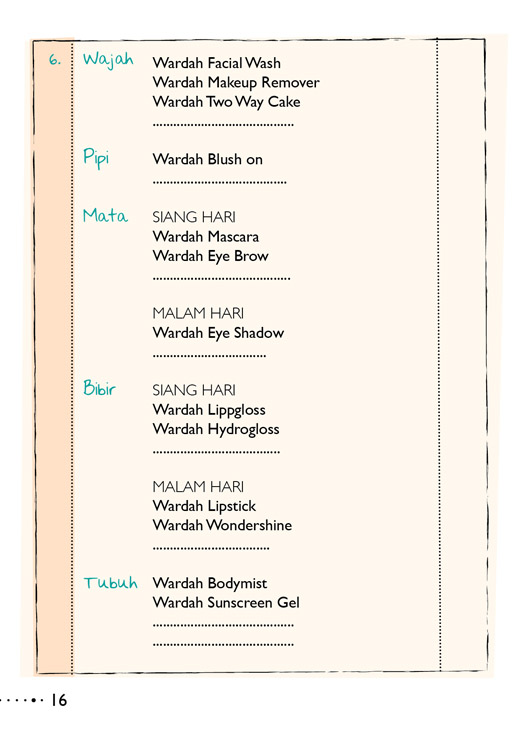 6. Wajah Wardah Facial Wash
Wardah Makeup Remover
Wardah Two Way Cake
........................................
Pipi Wardah Blush on
......................................
Mata SIANG HARI
Wardah Mascara
Wardah Eye Brow
.......................................
MALAM HARI
Wardah Eye Shadow
................................
Bibir SIANG HARI
Wardah Lippgloss
Wardah Hydrogloss
....................................
MALAM HARI
Wardah Lipstick
Wardah Wondershine
.................................
Tubuh Wardah Bodymist
Wardah Sunscreen Gel
........................................
........................................
16